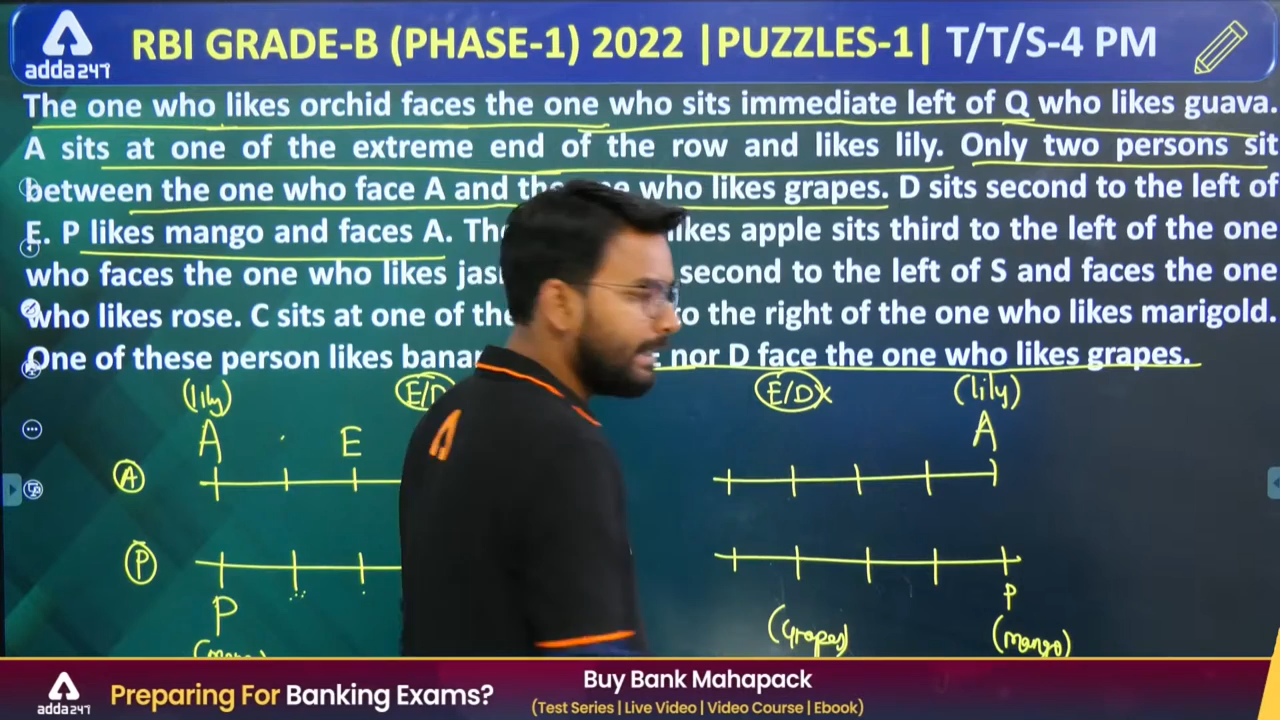 adda247
RBI GRADE-B (PHASE-1) 2022 |PUZZLES-1| T/T/S-4 PM
The one who likes orchid faces the one who sits immediate left of Q who likes guava.
A sits at one of the extreme end of the row and likes lily. Only two persons sit
between the one who face A and the who likes grapes. D sits second to the left of
E. P likes mango and faces A. The likes apple sits third to the left of the one
who faces the one who likes second to the left of S and faces the one
who likes rose. C sits at one of the to the right of the one who likes marigold.
One of these person likes nor D face the one who likes grapes.
(lily) E/D E/Dx (lily)
A E A
A
P
P P
(Grapes) (mango)
adda247 Preparing For Banking Exams? Buy Bank Mahapack
(Test Series | Live Video | Video Course | Ebook)